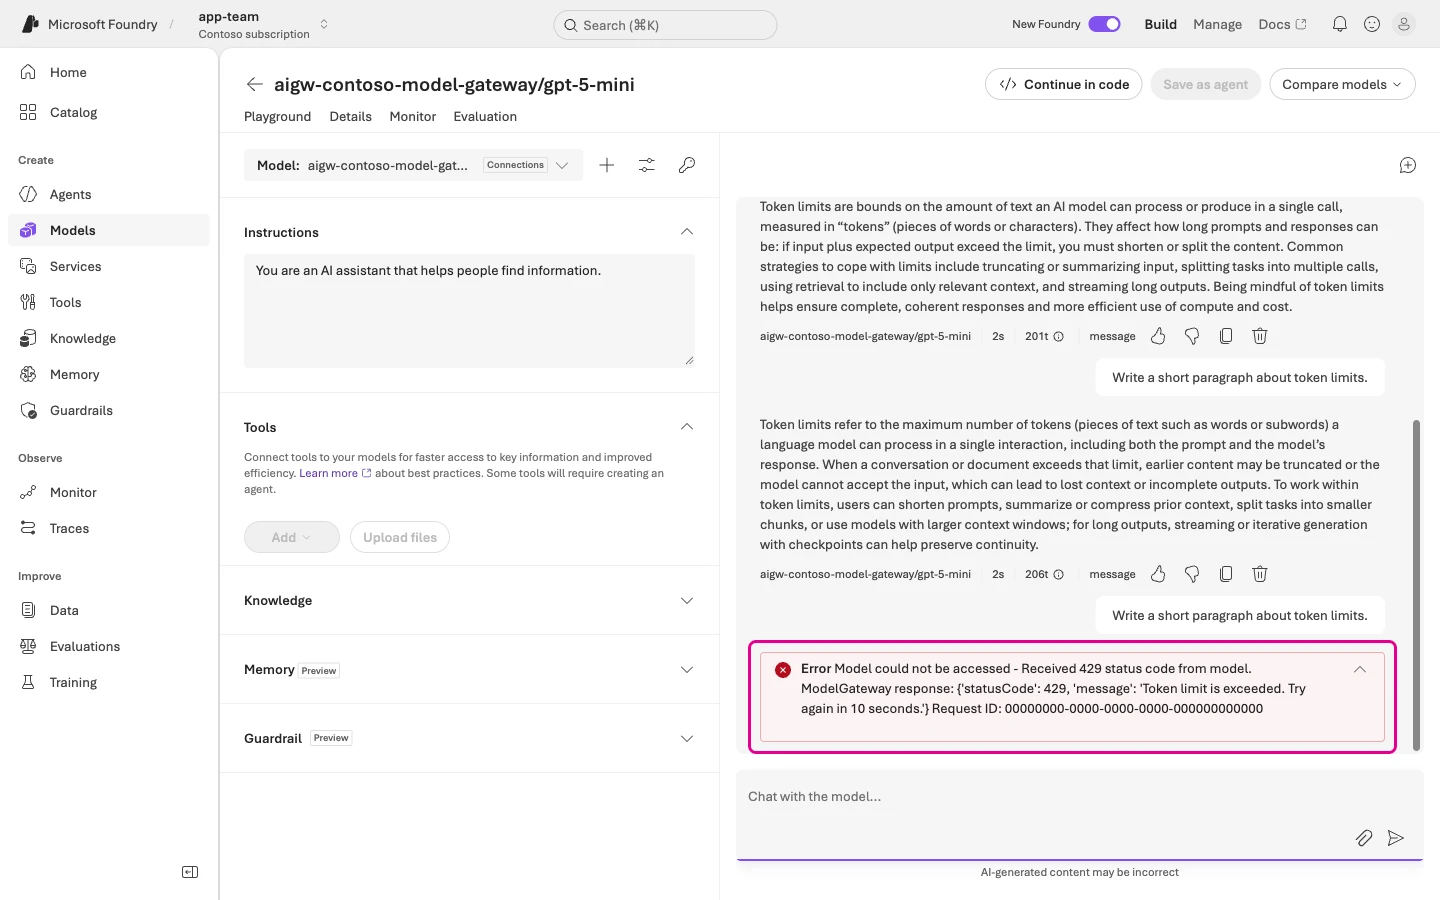 Microsoft Foundry
/
app-team
Contoso subscription
Search (⌘K)
New Foundry
Build
Manage
Docs
Home
Catalog
Create
Agents
Models
Services
Tools
Knowledge
Memory
Guardrails
Observe
Monitor
Traces
Improve
Data
Evaluations
Training
aigw-contoso-model-gateway/gpt-5-mini
Continue in code
Save as agent
Compare models
Playground
Details
Monitor
Evaluation
Model: aigw-contoso-model-gat... Connections
Instructions
You are an AI assistant that helps people find information.
Tools
Connect tools to your models for faster access to key information and improved
efficiency. Learn more about best practices. Some tools will require creating an
agent.
Add
Upload files
Knowledge
Memory Preview
Guardrail Preview
Token limits are bounds on the amount of text an AI model can process or produce in a single call,
measured in “tokens” (pieces of words or characters). They affect how long prompts and responses can
be: if input plus expected output exceed the limit, you must shorten or split the content. Common
strategies to cope with limits include truncating or summarizing input, splitting tasks into multiple calls,
using retrieval to include only relevant context, and streaming long outputs. Being mindful of token limits
helps ensure complete, coherent responses and more efficient use of compute and cost.
aigw-contoso-model-gateway/gpt-5-mini 2s 201t message
Write a short paragraph about token limits.
Token limits refer to the maximum number of tokens (pieces of text such as words or subwords) a
language model can process in a single interaction, including both the prompt and the model’s
response. When a conversation or document exceeds that limit, earlier content may be truncated or the
model cannot accept the input, which can lead to lost context or incomplete outputs. To work within
token limits, users can shorten prompts, summarize or compress prior context, split tasks into smaller
chunks, or use models with larger context windows; for long outputs, streaming or iterative generation
with checkpoints can help preserve continuity.
aigw-contoso-model-gateway/gpt-5-mini 2s 206t message
Write a short paragraph about token limits.
Error Model could not be accessed - Received 429 status code from model.
ModelGateway response: {'statusCode': 429, 'message': 'Token limit is exceeded. Try
again in 10 seconds.'} Request ID: 00000000-0000-0000-0000-000000000000
Chat with the model...
AI-generated content may be incorrect